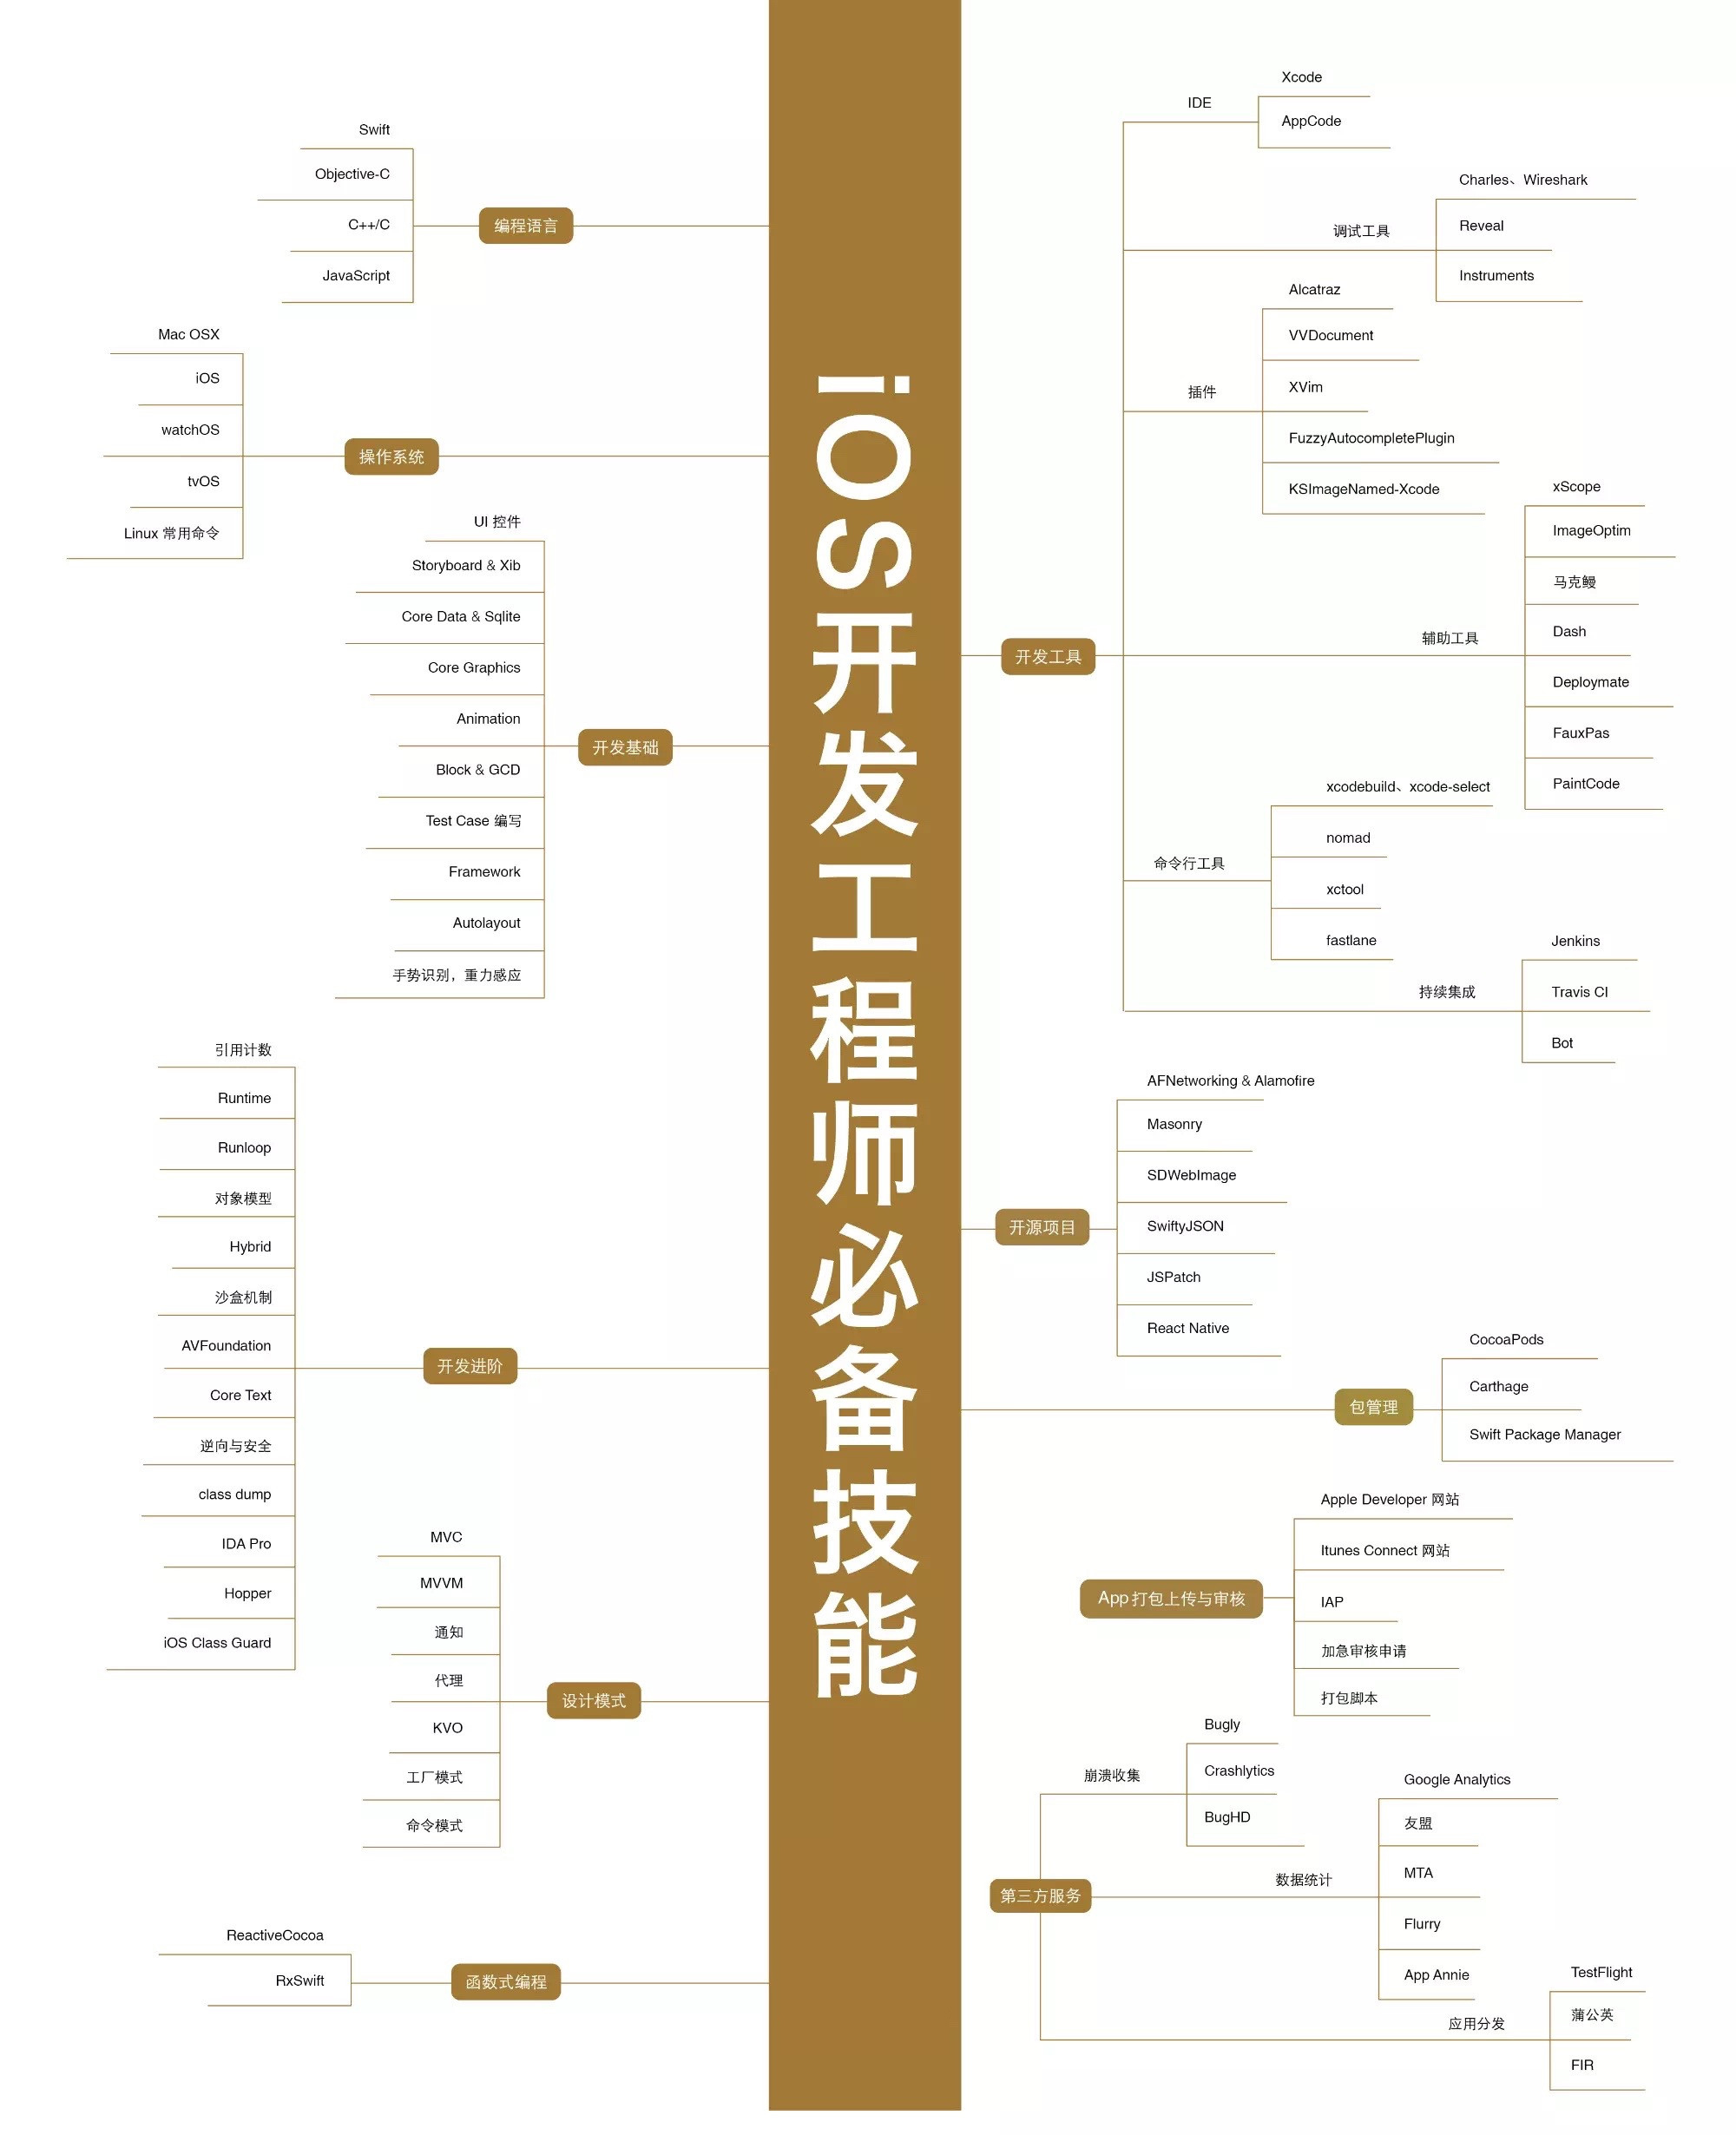 iOS开发工程师必备技能
编程语言
Swift
Objective-C
C++/C
JavaScript
操作系统
Mac OSX
iOS
watchOS
tvOS
Linux 常用命令
开发基础
UI 控件
Storyboard & Xib
Core Data & Sqlite
Core Graphics
Animation
Block & GCD
Test Case 编写
Framework
Autolayout
手势识别，重力感应
开发进阶
引用计数
Runtime
Runloop
对象模型
Hybrid
沙盒机制
AVFoundation
Core Text
逆向与安全
class dump
IDA Pro
Hopper
iOS Class Guard
设计模式
MVC
MVVM
通知
代理
KVO
工厂模式
命令模式
函数式编程
ReactiveCocoa
RxSwift
开发工具
IDE
Xcode
AppCode
调试工具
Charles、Wireshark
Reveal
Instruments
插件
Alcatraz
VVDocument
XVim
FuzzyAutocompletePlugin
KSImageNamed-Xcode
辅助工具
xScope
ImageOptim
马克鳗
Dash
Deploymate
FauxPas
PaintCode
命令行工具
xcodebuild、xcode-select
nomad
xctool
fastlane
持续集成
Jenkins
Travis CI
Bot
开源项目
AFNetworking & Alamofire
Masonry
SDWebImage
SwiftyJSON
JSPatch
React Native
包管理
CocoaPods
Carthage
Swift Package Manager
App 打包上传与审核
Apple Developer 网站
Itunes Connect 网站
IAP
加急审核申请
打包脚本
第三方服务
崩溃收集
Bugly
Crashlytics
BugHD
数据统计
Google Analytics
友盟
MTA
Flurry
App Annie
应用分发
TestFlight
蒲公英
FIR